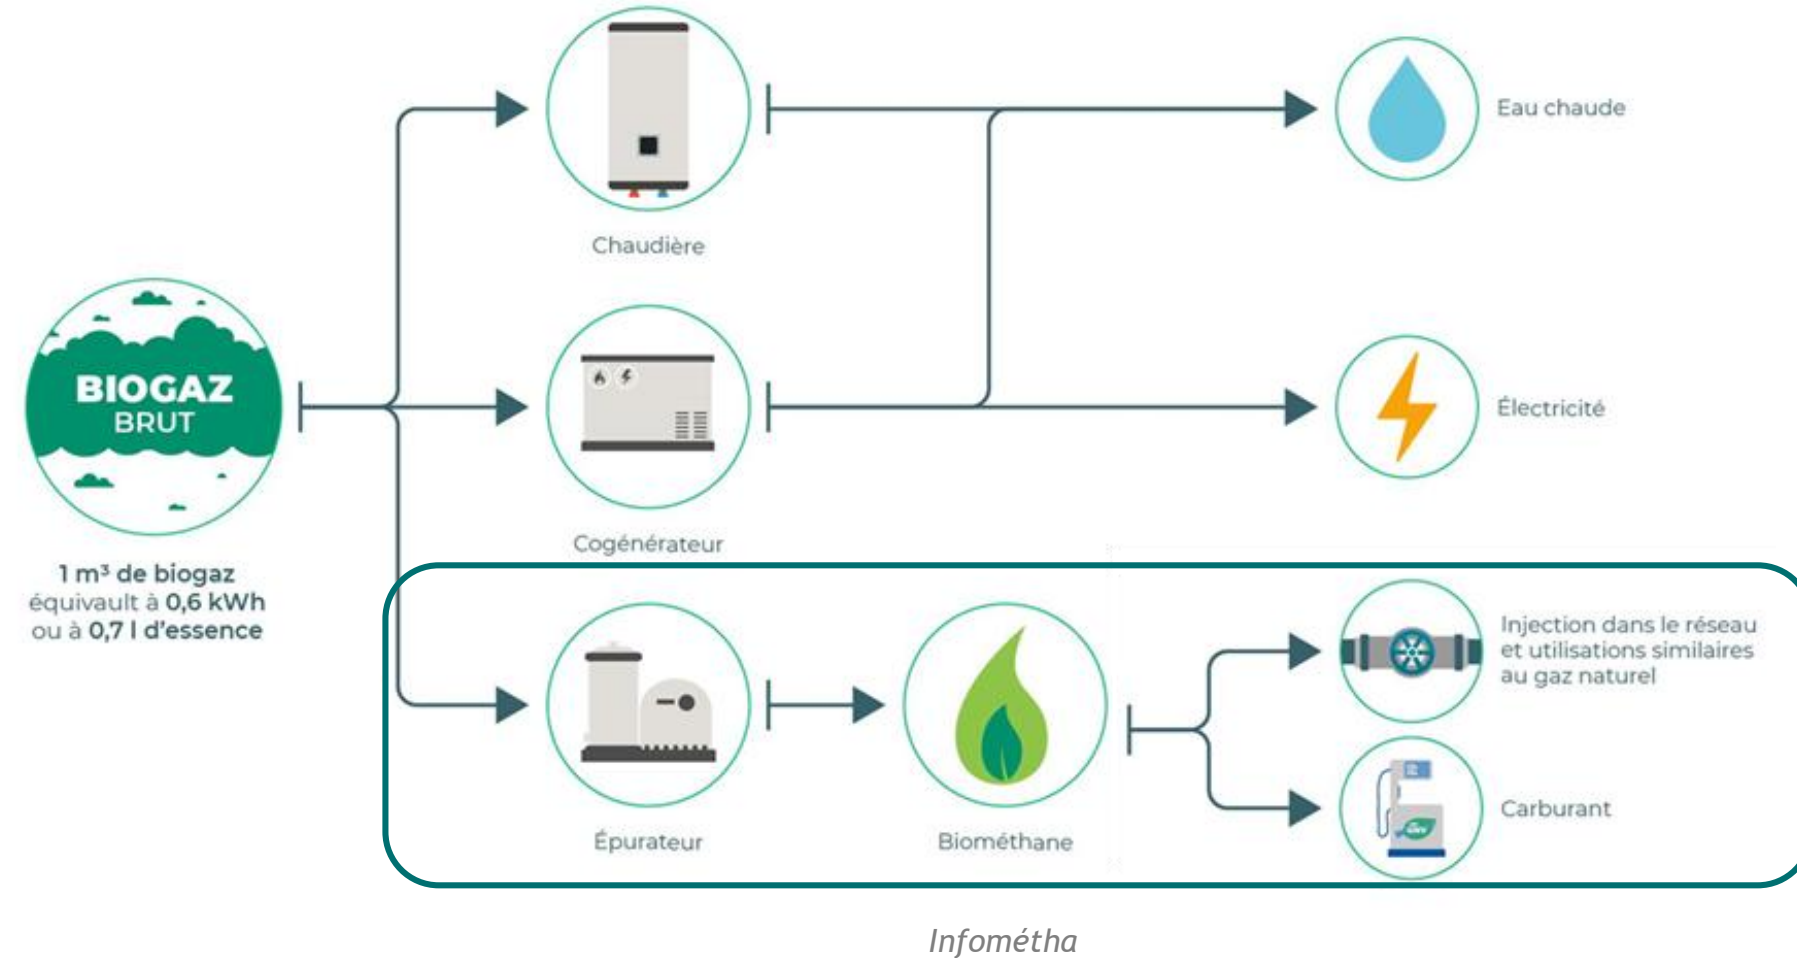 Eau chaude
Chaudière
BIOGAZ
BRUT
Électricité
Cogénérateur
1 m³ de biogaz
équivault à 0,6 kWh
ou à 0,7 l d'essence
Injection dans le réseau
et utilisations similaires
au gaz naturel
Carburant
Épurateur
Biométhane
Infométha